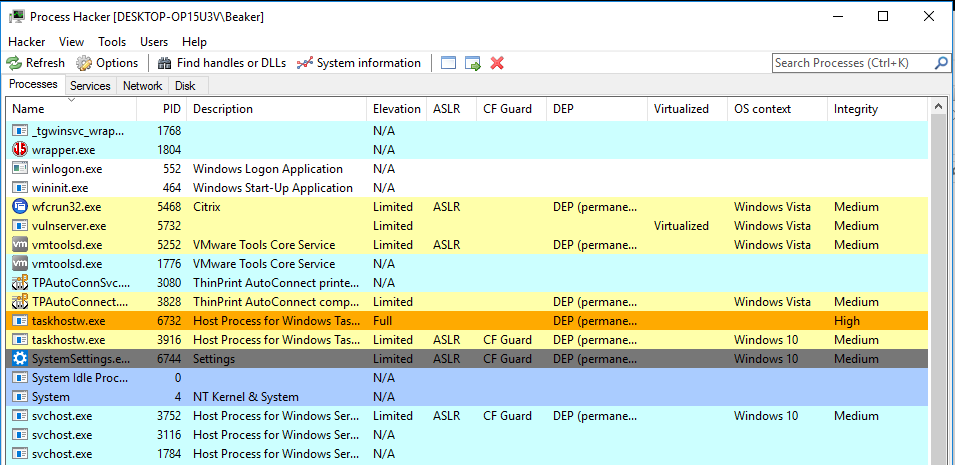 Process Hacker [DESKTOP-OP15U3V\Beaker]
Hacker View Tools Users Help
Refresh Options Find handles or DLLs System information Search Processes (Ctrl+K)
Processes Services Network Disk
Name PID Description Elevation ASLR CF Guard DEP Virtualized OS context Integrity
_tgwinsvc_wrap... 1768 N/A
wrapper.exe 1804 N/A
winlogon.exe 552 Windows Logon Application N/A
wininit.exe 464 Windows Start-Up Application N/A
wfcrun32.exe 5468 Citrix Limited ASLR DEP (permane... Windows Vista Medium
vulnserver.exe 5732 Limited Virtualized Windows Vista Medium
vm vmtoolsd.exe 5252 VMware Tools Core Service Limited ASLR DEP (permane... Windows Vista Medium
vm vmtoolsd.exe 1776 VMware Tools Core Service N/A
TPAutoConnSvc.... 3080 ThinPrint AutoConnect printe... N/A
TPAutoConnect.... 3828 ThinPrint AutoConnect comp... Limited DEP (permane... Windows Vista Medium
taskhostw.exe 6732 Host Process for Windows Tas... Full DEP (permane... High
taskhostw.exe 3916 Host Process for Windows Tas... Limited ASLR CF Guard DEP (permane... Windows 10 Medium
SystemSettings.e... 6744 Settings Limited ASLR CF Guard DEP (permane... Windows 10 Medium
System Idle Proc... 0 N/A
System 4 NT Kernel & System N/A
svchost.exe 3752 Host Process for Windows Ser... Limited ASLR CF Guard DEP (permane... Windows 10 Medium
svchost.exe 3116 Host Process for Windows Ser... N/A
svchost.exe 1784 Host Process for Windows Ser... N/A